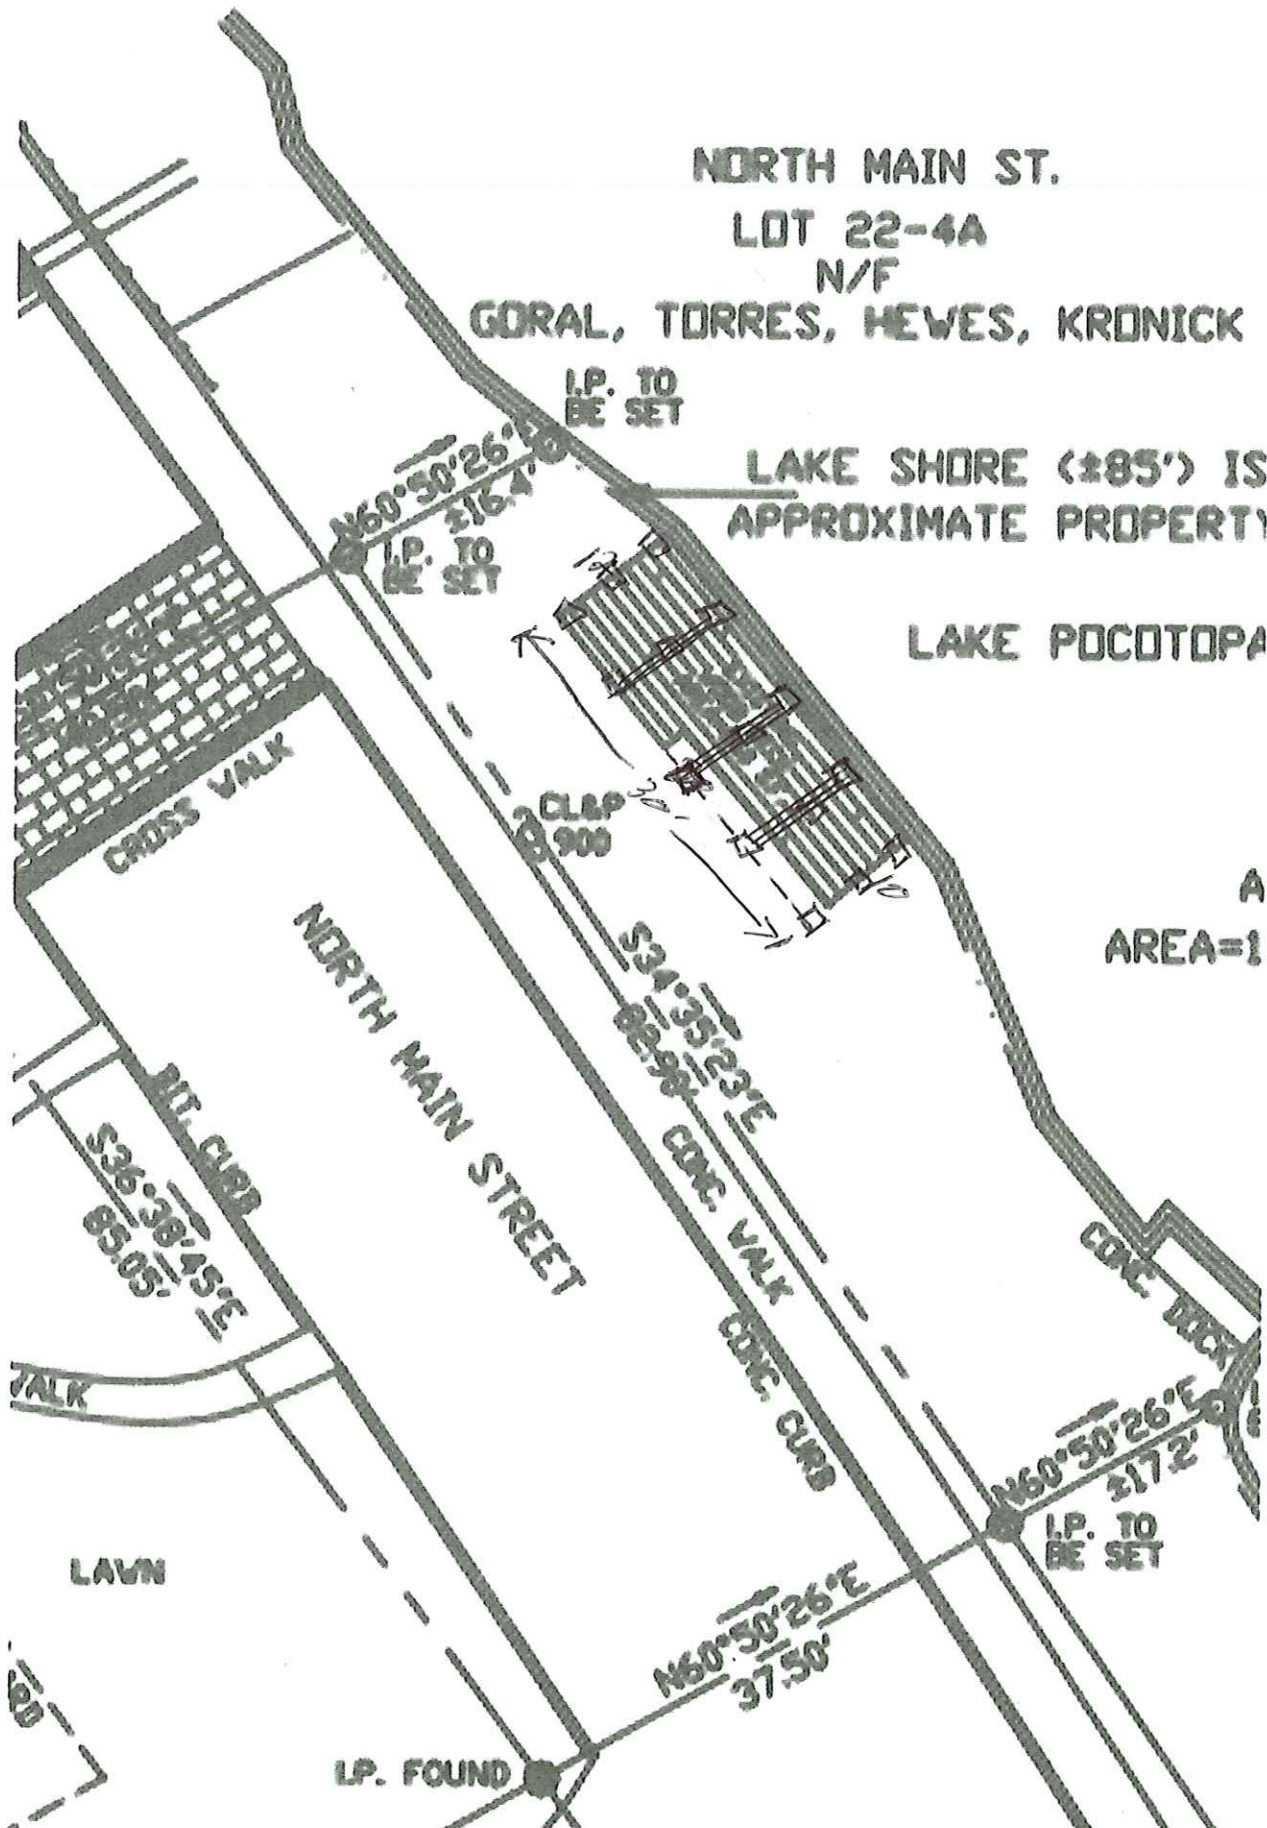 NORTH MAIN ST.
LOT 22-4A
N/F
GORAL, TORRES, HEWES, KRONICK
I.P. TO
BE SET
N60°50'26"E
±16.4'
I.P. TO
BE SET
LAKE SHORE (±85') IS
APPROXIMATE PROPERTY
LAKE POCOTOPA
CROSS WALK
CL&P
900
30'
10
A
AREA=1
S34°35'23"E
82.98'
NORTH MAIN STREET
BIT. CURB
S36°38'45"E
85.05'
CONC. WALK
CONC. CURB
CONC. DOCK
WALK
N60°50'26"E
±17.2'
I.P. TO
BE SET
LAWN
N60°50'26"E
37.50'
I.P. FOUND